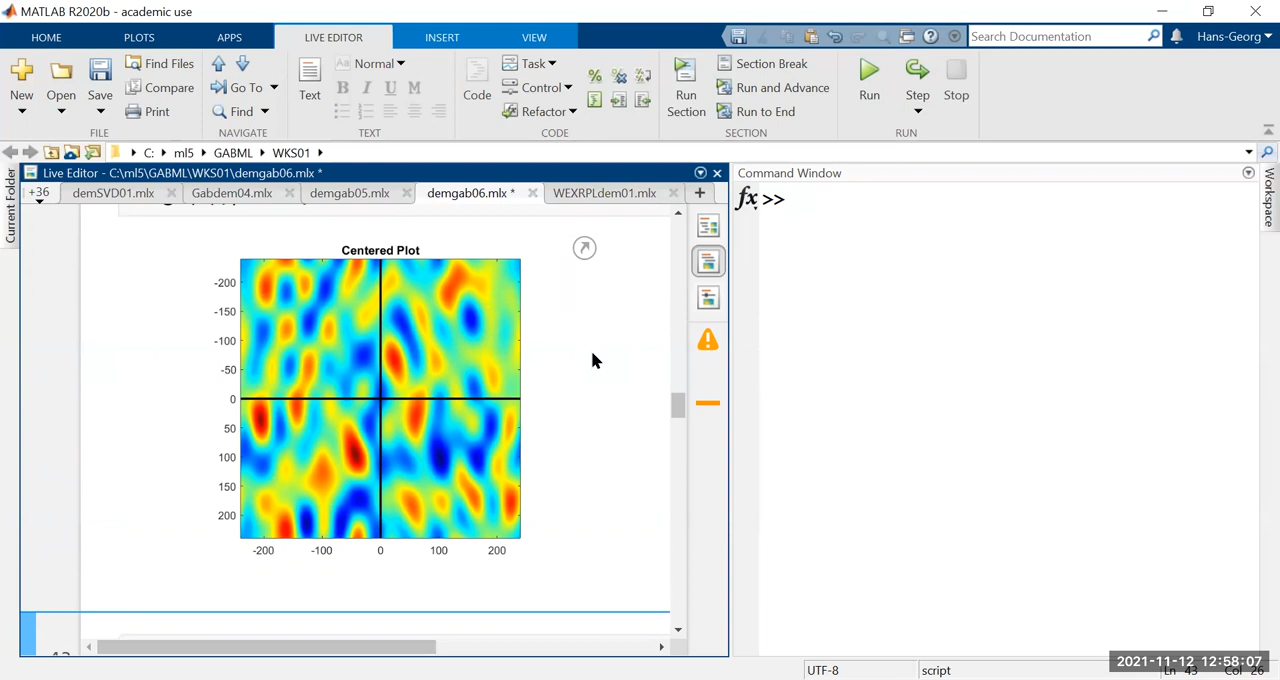 MATLAB R2020b - academic use
HOME PLOTS APPS LIVE EDITOR INSERT VIEW Search Documentation Hans-Georg
New Open Save Find Files Compare Print
FILE
Go To Find
NAVIGATE
Text Aa Normal
B I U M
TEXT
Code Task Control Refactor
CODE
Run Section Section Break Run and Advance Run to End
SECTION
Run Step Stop
RUN
C: ml5 GABML WKS01
Current Folder
Live Editor - C:\ml5\GABML\WKS01\demgab06.mlx *
+36 demSVD01.mlx Gabdem04.mlx demgab05.mlx demgab06.mlx * WEXRPLdem01.mlx +
Centered Plot
-200
-150
-100
-50
0
50
100
150
200
-200 -100 0 100 200
Command Window
fx >>
Workspace
UTF-8 script Ln 43 Col 26
2021-11-12 12:58:07